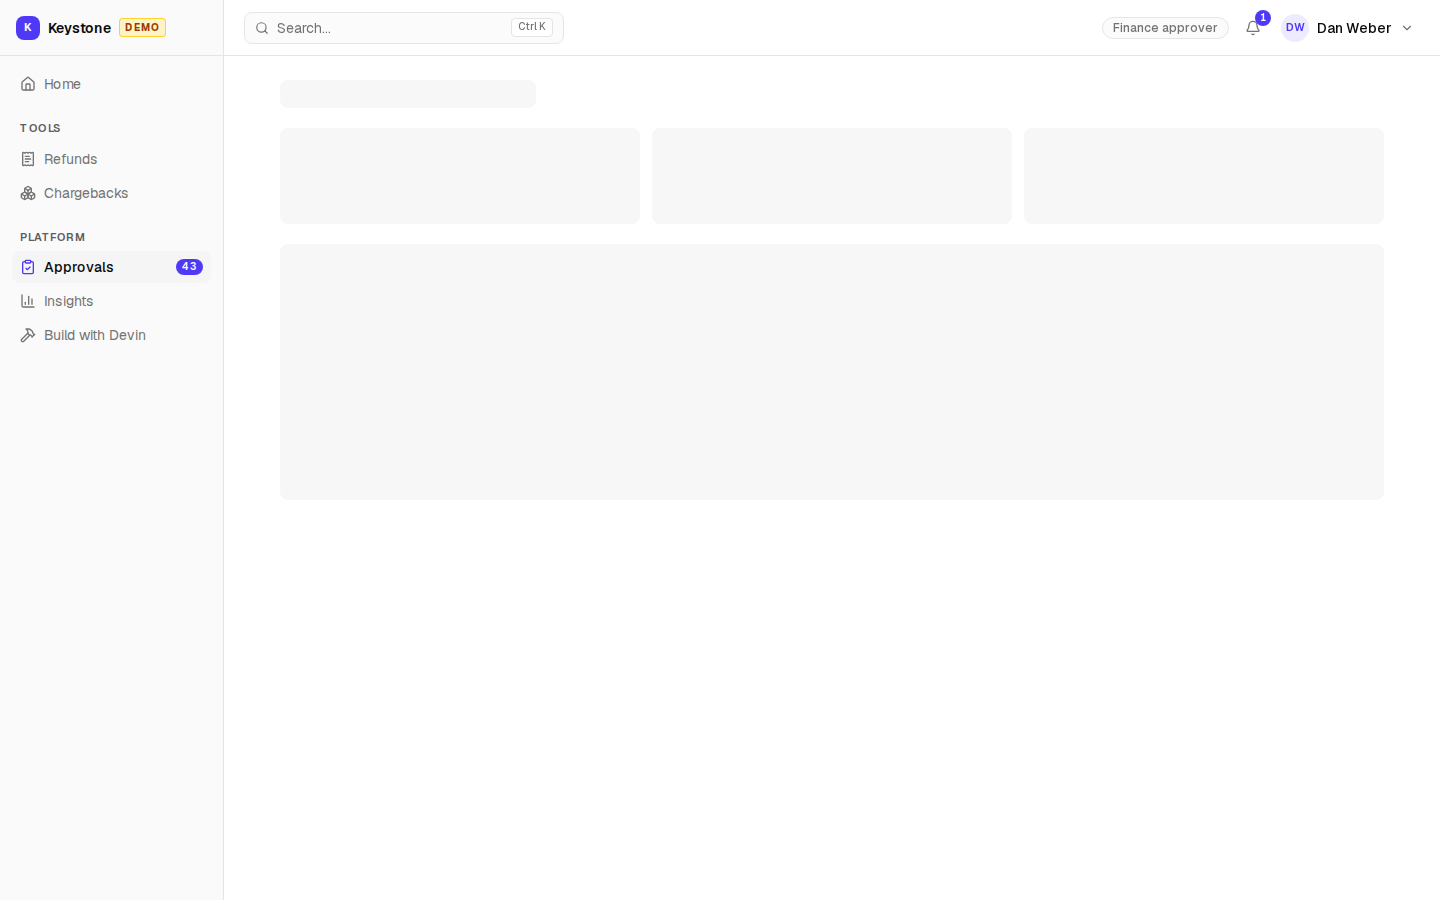 K Keystone DEMO
Search... Ctrl K
Finance approver
1
DW Dan Weber
Home
TOOLS
Refunds
Chargebacks
PLATFORM
Approvals 43
Insights
Build with Devin